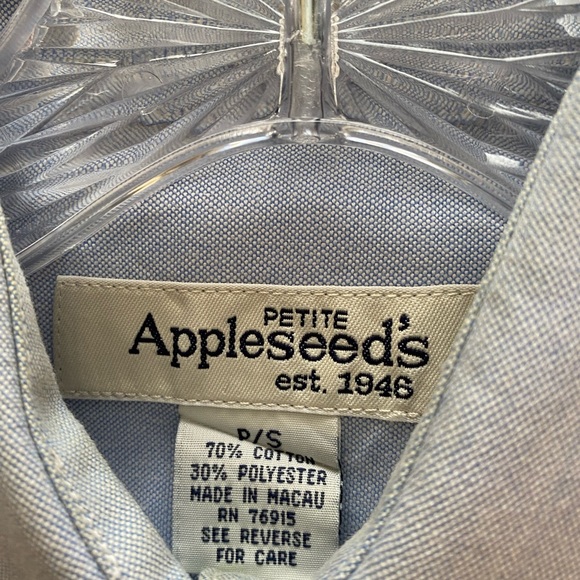 PETITE
Appleseed's
est. 1946
P/S
70% COTTON
30% POLYESTER
MADE IN MACAU
RN 76915
SEE REVERSE
FOR CARE